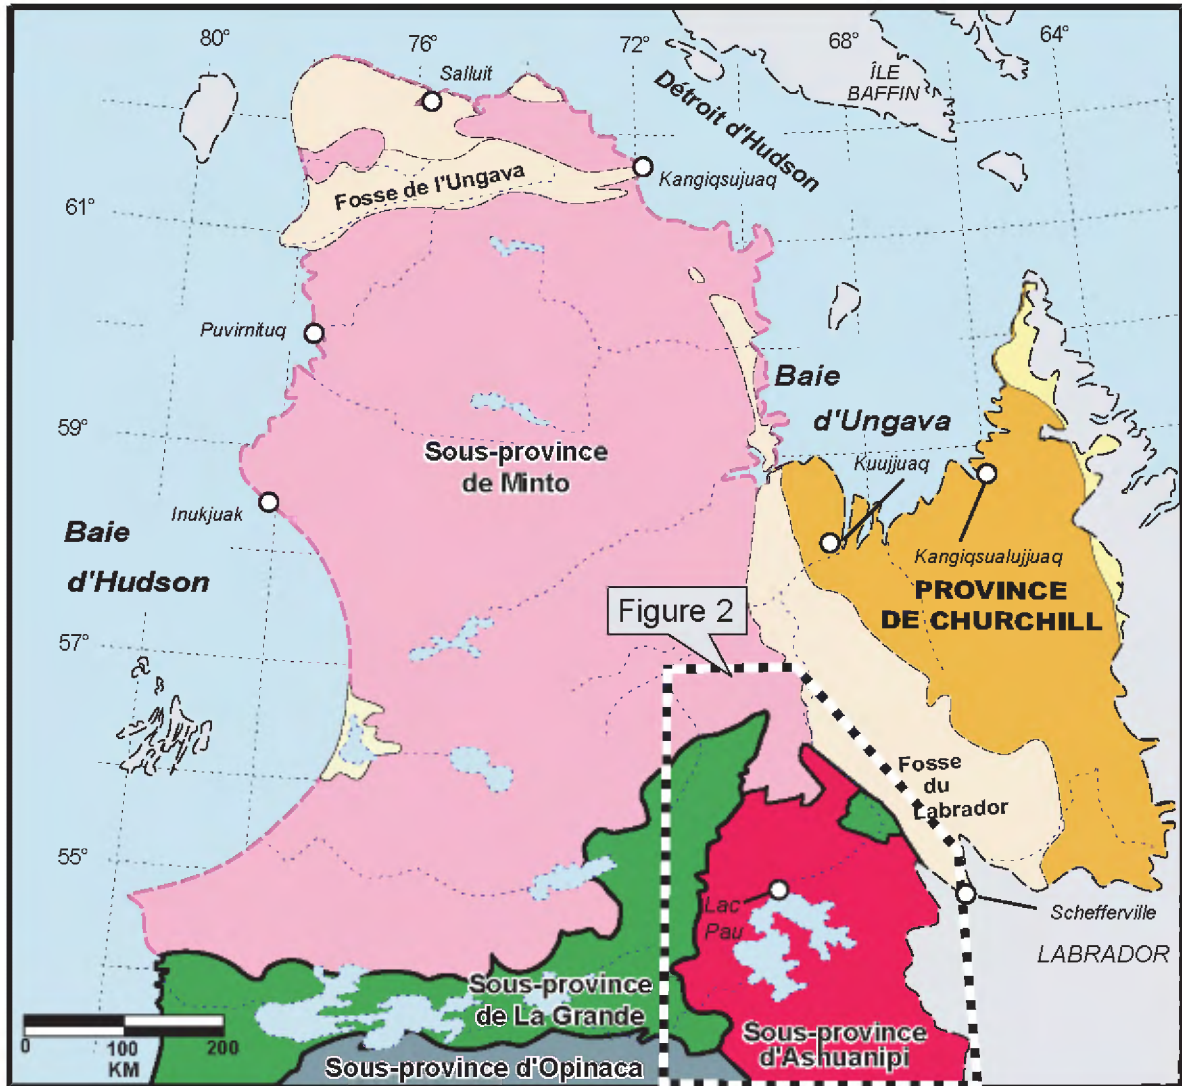 80°
76°
72°
68°
64°
Salluit
ÎLE
BAFFIN
Détroit d'Hudson
Kangiqsujuaq
Fosse de l'Ungava
61°
Puvirnituq
Baie
d'Ungava
59°
Sous-province
de Minto
Kuujjuaq
Inukjuak
Baie
d'Hudson
Kangiqsualujjuaq
PROVINCE
DE CHURCHILL
Figure 2
57°
Fosse
du
Labrador
55°
Lac
Pau
Schefferville
LABRADOR
Sous-province
de La Grande
Sous-province
d'Ashuanipi
Sous-province d'Opinaca
0 100 200
KM